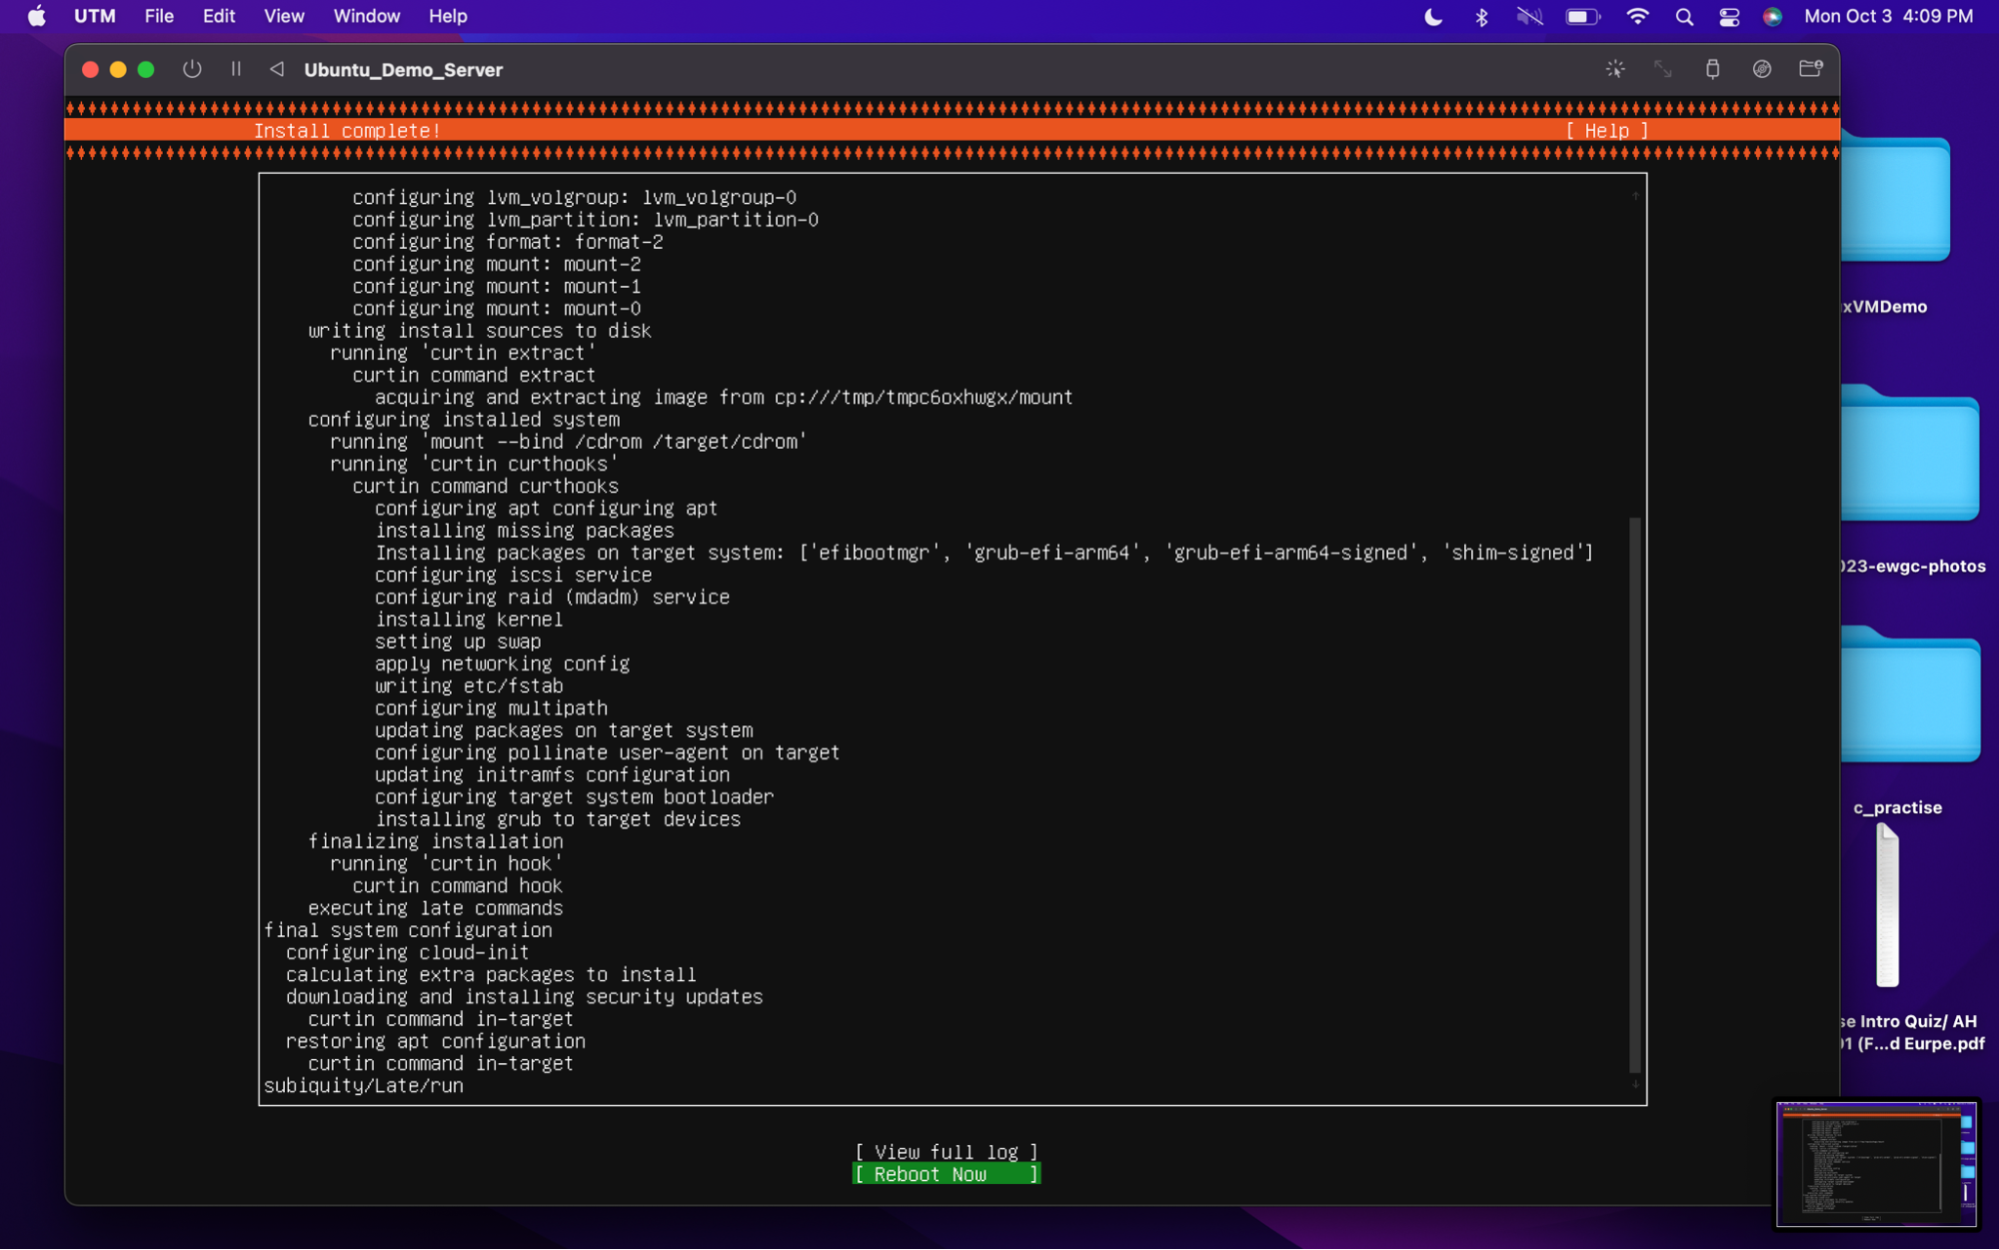 UTM File Edit View Window Help Mon Oct 3 4:09 PM
Ubuntu_Demo_Server
Install complete! [ Help ]
configuring lvm_volgroup: lvm_volgroup-0
configuring lvm_partition: lvm_partition-0
configuring format: format-2
configuring mount: mount-2
configuring mount: mount-1
configuring mount: mount-0
writing install sources to disk
running 'curtin extract'
curtin command extract
acquiring and extracting image from cp:///tmp/tmpc6oxhwgx/mount
configuring installed system
running 'mount --bind /cdrom /target/cdrom'
running 'curtin curthooks'
curtin command curthooks
configuring apt configuring apt
installing missing packages
Installing packages on target system: ['efibootmgr', 'grub-efi-arm64', 'grub-efi-arm64-signed', 'shim-signed']
configuring iscsi service
configuring raid (mdadm) service
installing kernel
setting up swap
apply networking config
writing etc/fstab
configuring multipath
updating packages on target system
configuring pollinate user-agent on target
updating initramfs configuration
configuring target system bootloader
installing grub to target devices
finalizing installation
running 'curtin hook'
curtin command hook
executing late commands
final system configuration
configuring cloud-init
calculating extra packages to install
downloading and installing security updates
curtin command in-target
restoring apt configuration
curtin command in-target
subiquity/Late/run
[ View full log ]
[ Reboot Now ]
xVMDemo
023-ewgc-photos
c_practise
se Intro Quiz/ AH
01 (F...d Eurpe.pdf